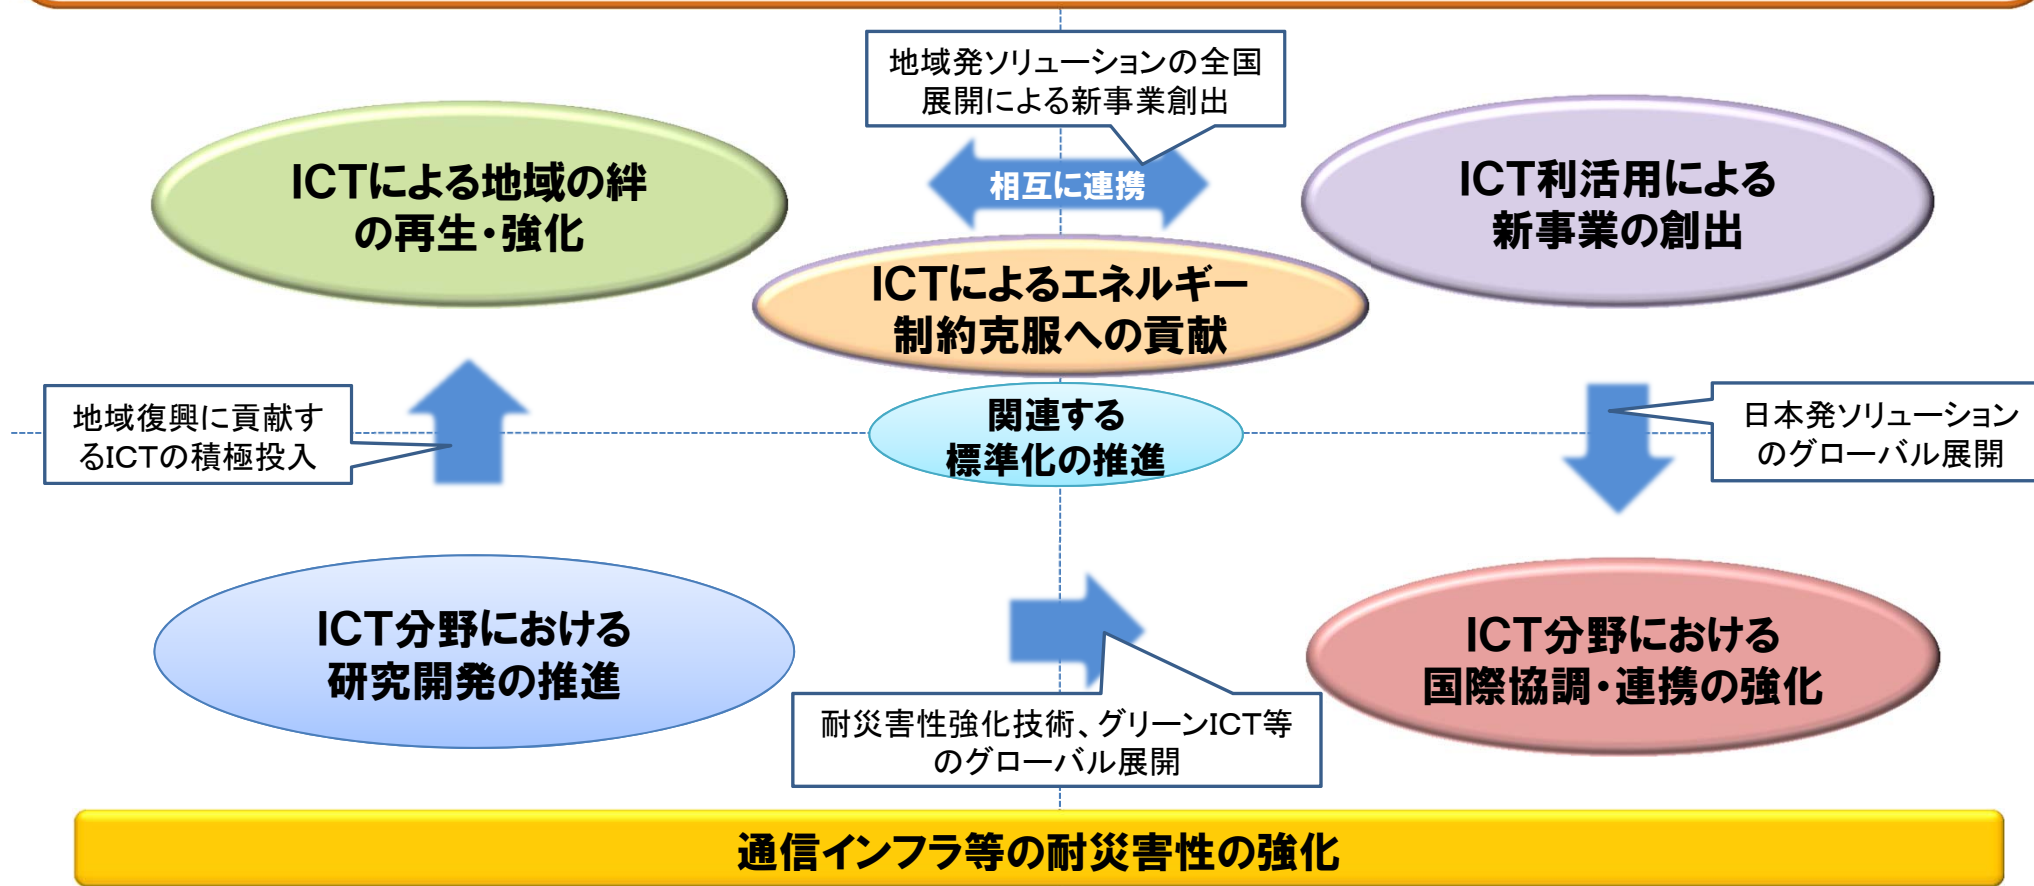 地域発ソリューションの全国
展開による新事業創出
ICTによる地域の絆
の再生・強化
相互に連携
ICT利活用による
新事業の創出
ICTによるエネルギー
制約克服への貢献
地域復興に貢献す
るICTの積極投入
関連する
標準化の推進
日本発ソリューション
のグローバル展開
ICT分野における
研究開発の推進
ICT分野における
国際協調・連携の強化
耐災害性強化技術、グリーンICT等
のグローバル展開
通信インフラ等の耐災害性の強化